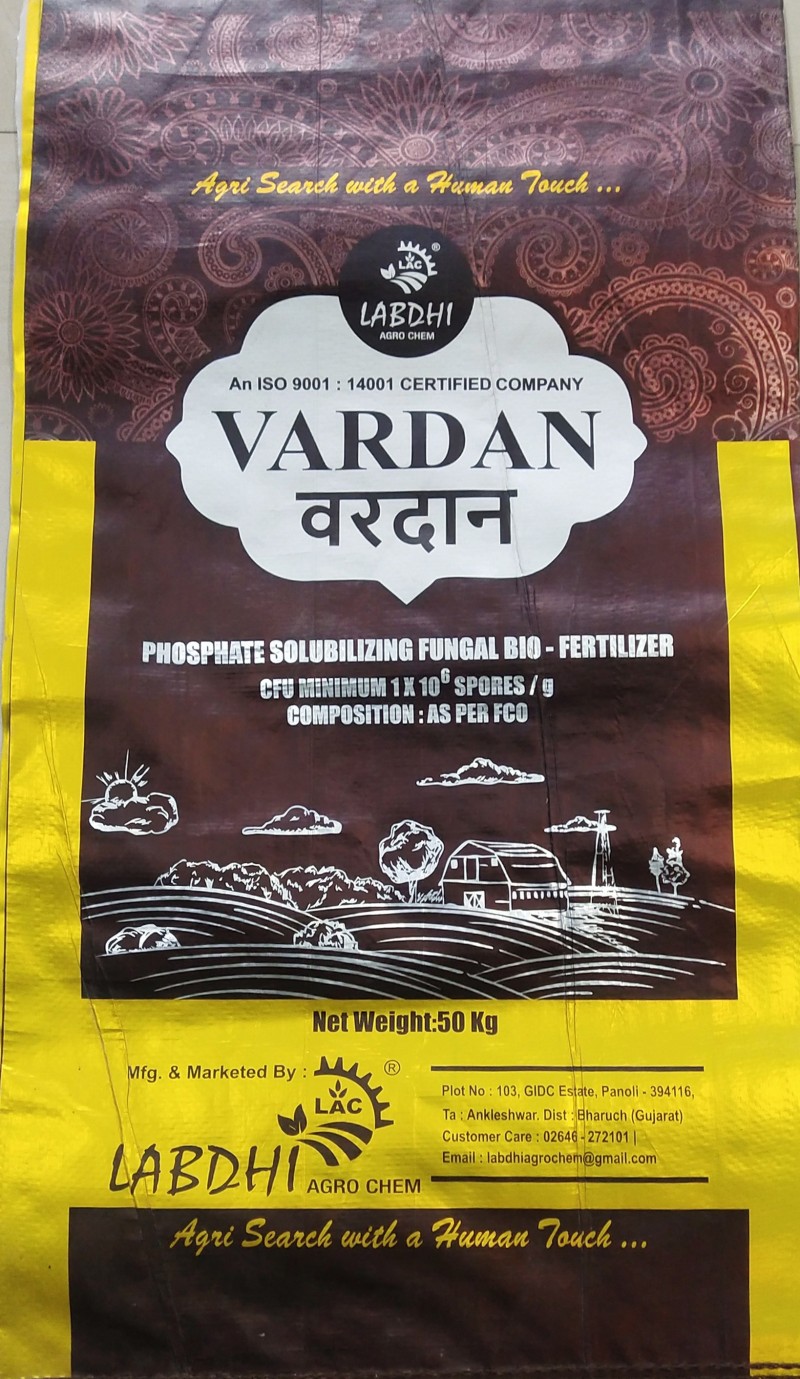 Agri Search with a Human Touch ...
LAC ®
LABDHI
AGRO CHEM
An ISO 9001 : 14001 CERTIFIED COMPANY
VARDAN
वरदान
PHOSPHATE SOLUBILIZING FUNGAL BIO - FERTILIZER
CFU MINIMUM 1 X 10⁶ SPORES / g
COMPOSITION : AS PER FCO
Net Weight:50 Kg
Mfg. & Marketed By :
LAC ®
LABDHI AGRO CHEM
Plot No : 103, GIDC Estate, Panoli - 394116,
Ta : Ankleshwar. Dist : Bharuch (Gujarat)
Customer Care : 02646 - 272101 |
Email : labdhiagrochem@gmail.com
Agri Search with a Human Touch ...